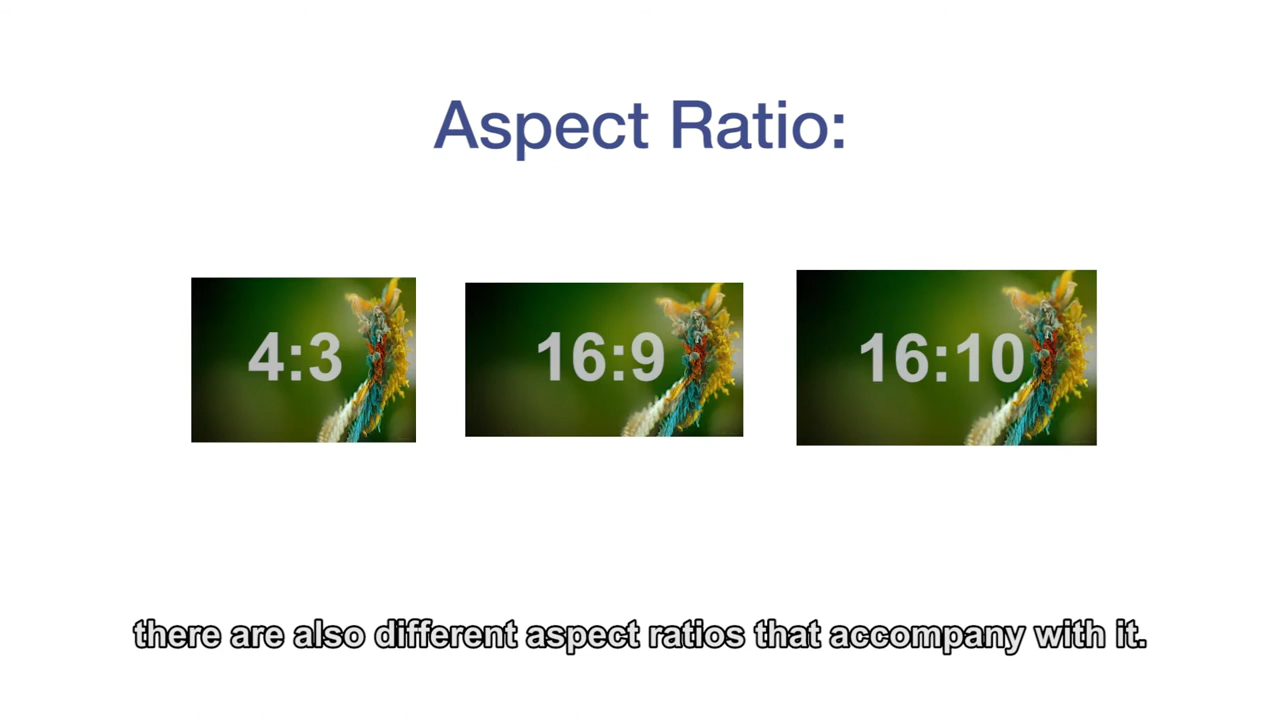 Aspect Ratio:
4:3
16:9
16:10
there are also different aspect ratios that accompany with it.